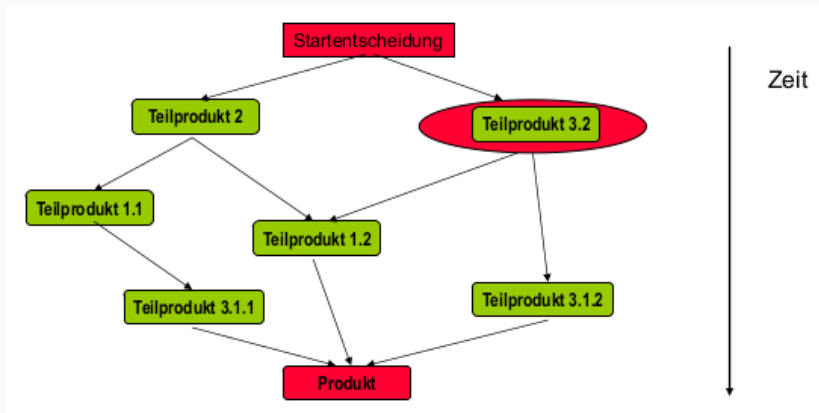 Startentscheidung
Zeit
Teilprodukt 2
Teilprodukt 3.2
Teilprodukt 1.1
Teilprodukt 1.2
Teilprodukt 3.1.1
Teilprodukt 3.1.2
Produkt